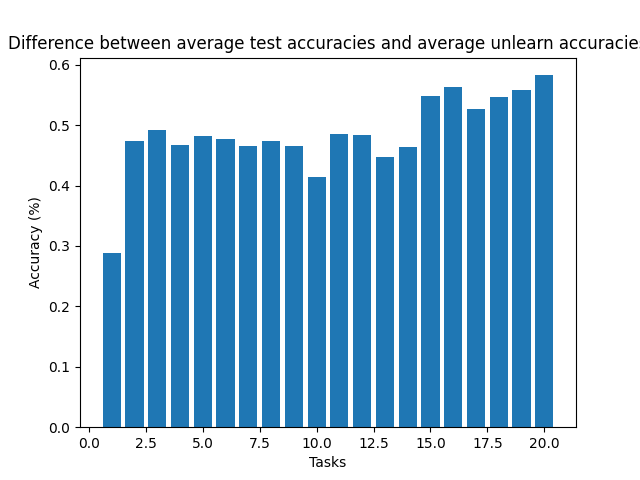 Difference between average test accuracies and average unlearn accuracies
0.6
0.5
0.4
0.3
0.2
0.1
0.0
Accuracy (%)
0.0 2.5 5.0 7.5 10.0 12.5 15.0 17.5 20.0
Tasks